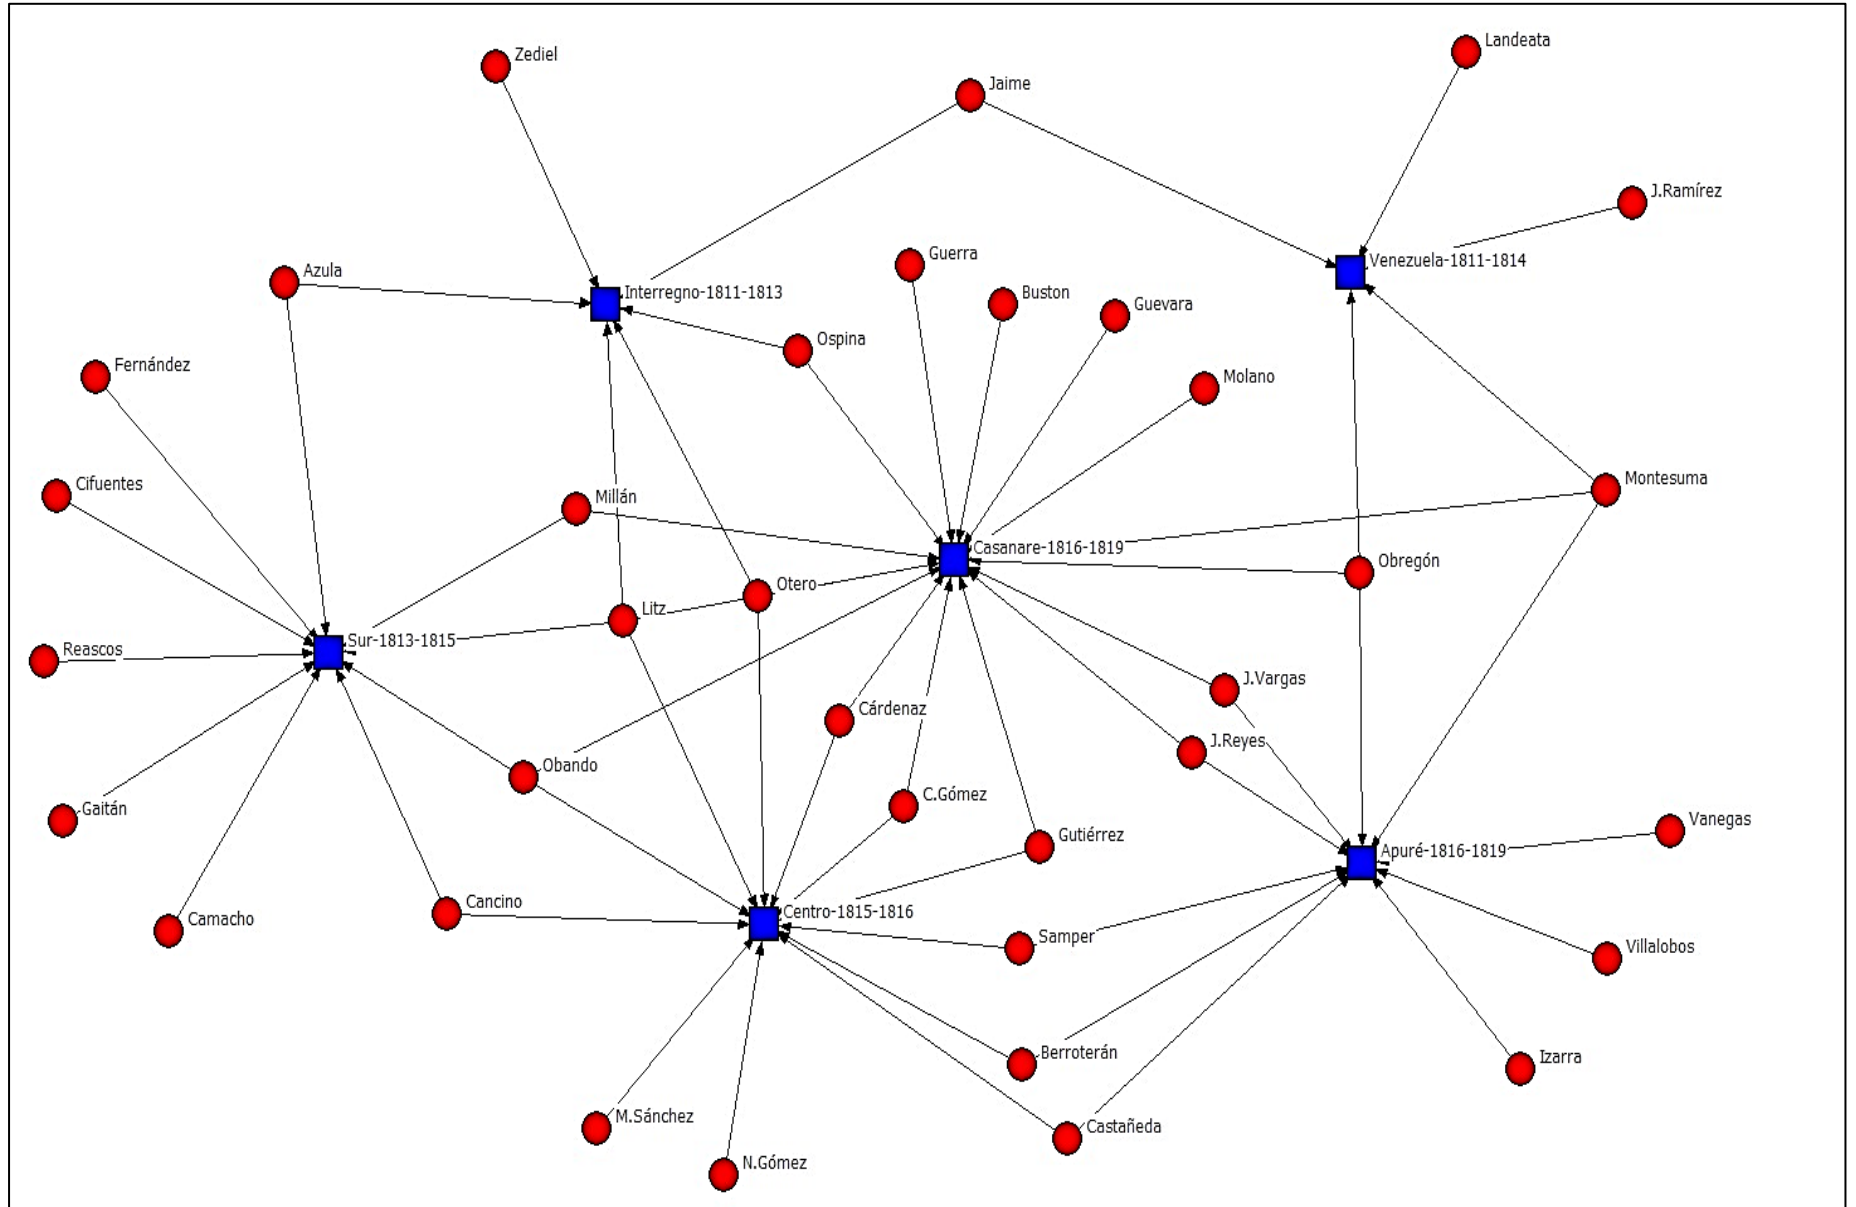 Zediel
Landeata
Jaime
J.Ramírez
Guerra
Venezuela-1811-1814
Azula
Interregno-1811-1813
Buston
Guevara
Ospina
Fernández
Molano
Cifuentes
Montesuma
Millán
Casanare-1816-1819
Obregón
Otero
Litz
Sur-1813-1815
Reascos
J.Vargas
Cárdenaz
J.Reyes
Obando
C.Gómez
Gaitán
Vanegas
Gutiérrez
Apuré-1816-1819
Cancino
Centro-1815-1816
Camacho
Samper
Villalobos
Berroterán
Izarra
M.Sánchez
Castañeda
N.Gómez